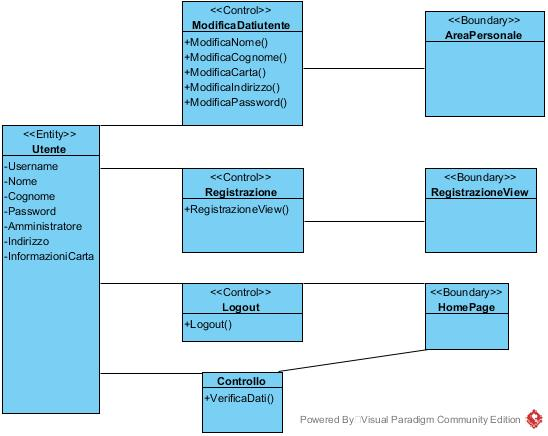 <<Control>>
ModificaDatiutente
+ModificaNome()
+ModificaCognome()
+ModificaCarta()
+ModificaIndirizzo()
+ModificaPassword()
<<Boundary>>
AreaPersonale
<<Entity>>
Utente
-Username
-Nome
-Cognome
-Password
-Amministratore
-Indirizzo
-InformazioniCarta
<<Control>>
Registrazione
+RegistrazioneView()
<<Boundary>>
RegistrazioneView
<<Control>>
Logout
+Logout()
<<Boundary>>
HomePage
Controllo
+VerificaDati()
Powered By Visual Paradigm Community Edition